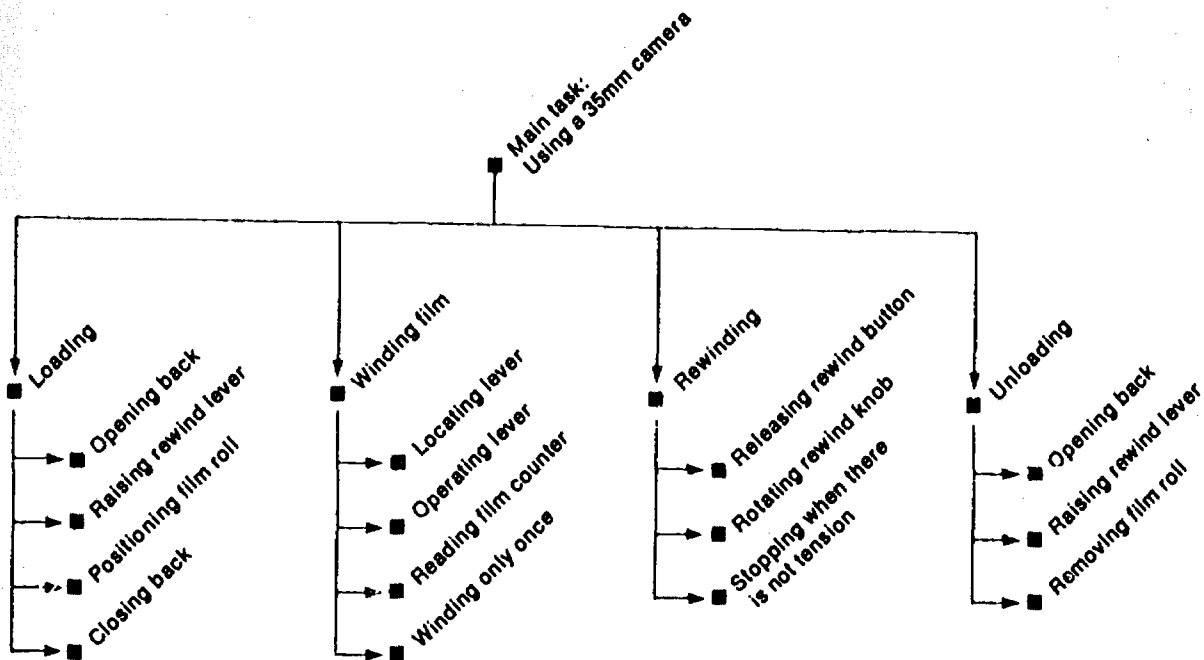 Main task:
Using a 35mm camera
Loading
Opening back
Raising rewind lever
Positioning film roll
Closing back
Winding film
Locating lever
Operating lever
Reading film counter
Winding only once
Rewinding
Releasing rewind button
Rotating rewind knob
Stopping when there
is not tension
Unloading
Opening back
Raising rewind lever
Removing film roll